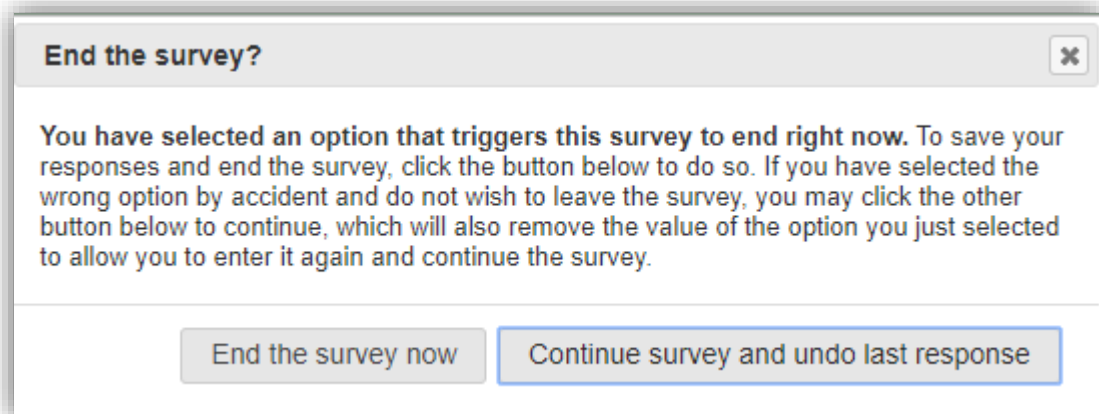 End the survey?
You have selected an option that triggers this survey to end right now. To save your
responses and end the survey, click the button below to do so. If you have selected the
wrong option by accident and do not wish to leave the survey, you may click the other
button below to continue, which will also remove the value of the option you just selected
to allow you to enter it again and continue the survey.
End the survey now
Continue survey and undo last response